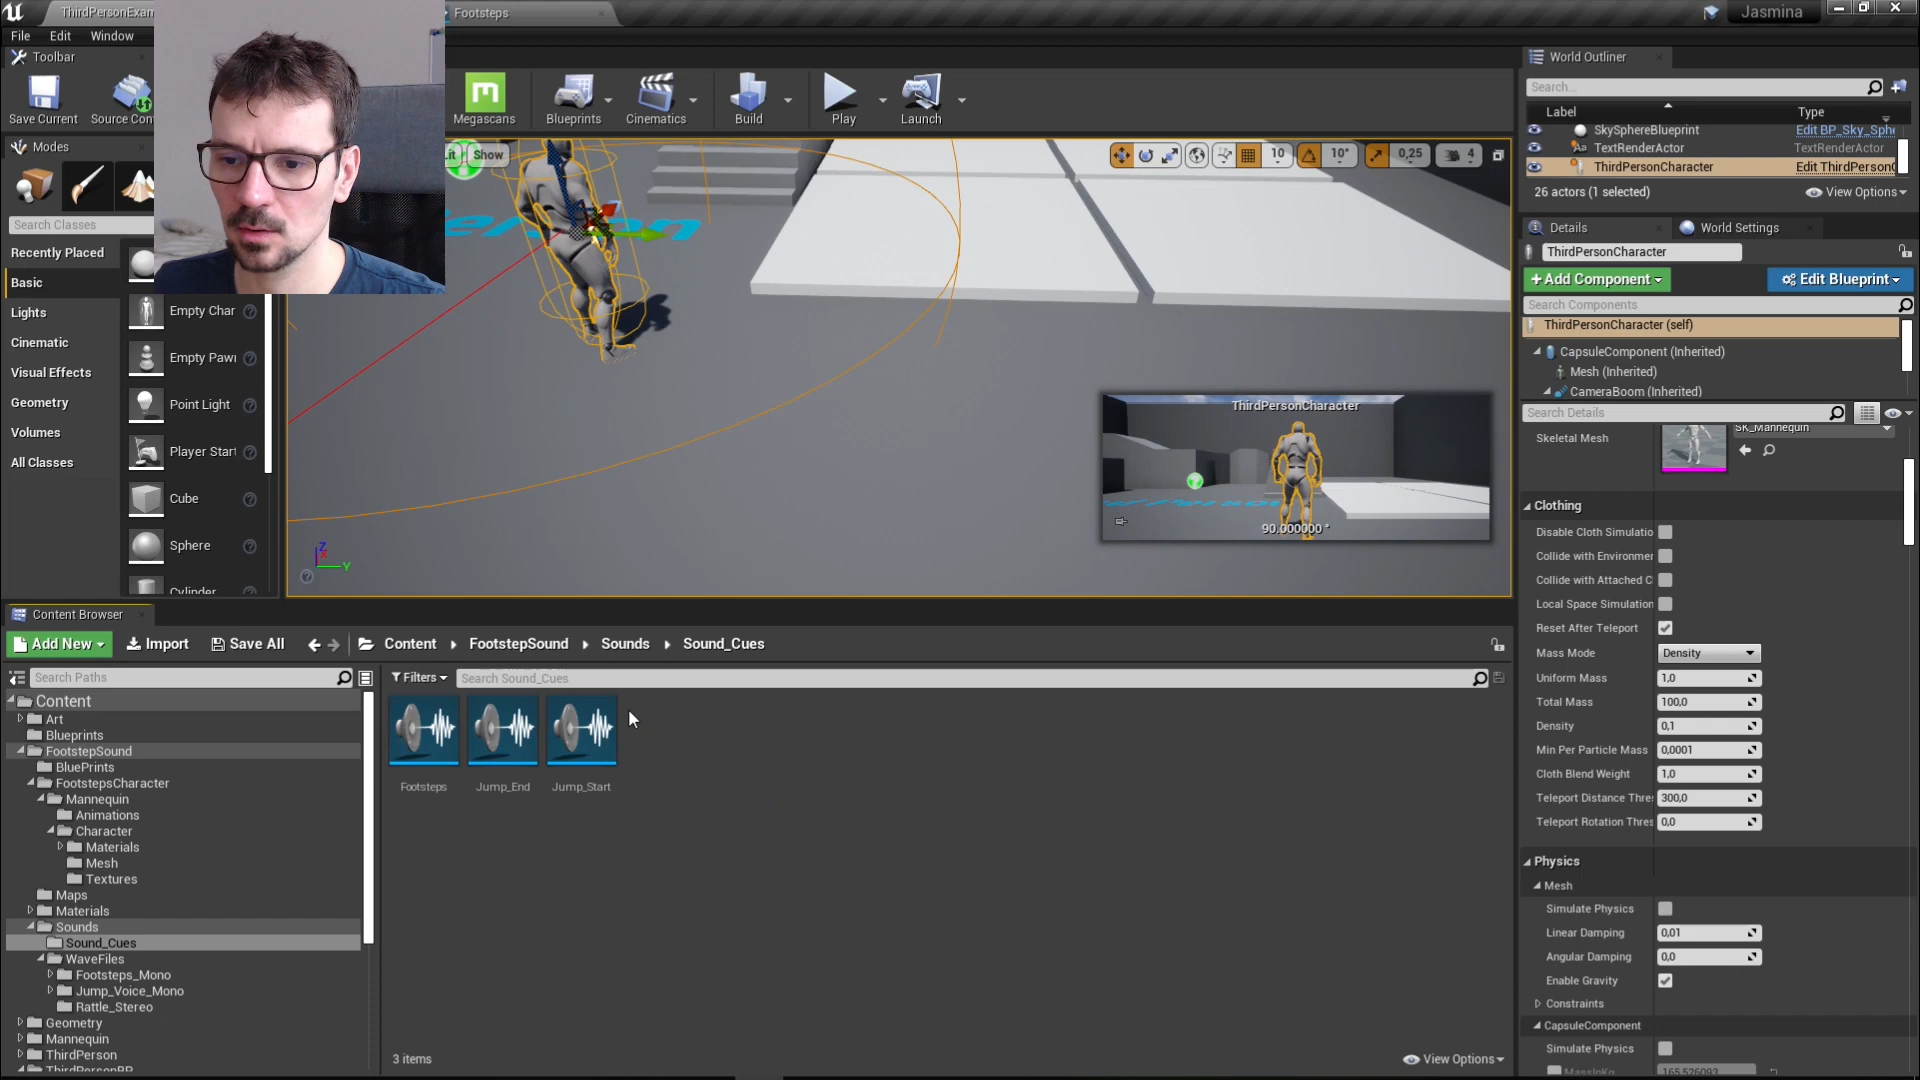 ThirdPersonExam
Footsteps
Jasmina
File Edit Window
Toolbar
Save Current
Source Cont
Megascans
Blueprints
Cinematics
Build
Play
Launch
Modes
Search Classes
Recently Placed
Basic
Lights
Cinematic
Visual Effects
Geometry
Volumes
All Classes
Empty Char
Empty Pawn
Point Light
Player Start
Cube
Sphere
Cylinder
Lit Show
10 10° 0,25 4
ThirdPersonCharacter
90.000000 °
Z
X
Y
World Outliner
Search...
Label Type
SkySphereBlueprint Edit BP_Sky_Sphe
TextRenderActor TextRenderActor
ThirdPersonCharacter Edit ThirdPersonC
26 actors (1 selected) View Options
Details World Settings
ThirdPersonCharacter
+Add Component Edit Blueprint
Search Components
ThirdPersonCharacter (self)
CapsuleComponent (Inherited)
Mesh (Inherited)
CameraBoom (Inherited)
Search Details
Skeletal Mesh SK_Mannequin
Clothing
Disable Cloth Simulatio
Collide with Environmer
Collide with Attached C
Local Space Simulation
Reset After Teleport
Mass Mode Density
Uniform Mass 1,0
Total Mass 100,0
Density 0,1
Min Per Particle Mass 0,0001
Cloth Blend Weight 1,0
Teleport Distance Thres 300,0
Teleport Rotation Thres 0,0
Physics
Mesh
Simulate Physics
Linear Damping 0,01
Angular Damping 0,0
Enable Gravity
Constraints
CapsuleComponent
Simulate Physics
MassInKg 165,526093
Content Browser
Add New Import Save All Content FootstepSound Sounds Sound_Cues
Search Paths
Filters Search Sound_Cues
Content
Art
Blueprints
FootstepSound
BluePrints
FootstepsCharacter
Mannequin
Animations
Character
Materials
Mesh
Textures
Maps
Materials
Sounds
Sound_Cues
WaveFiles
Footsteps_Mono
Jump_Voice_Mono
Rattle_Stereo
Geometry
Mannequin
ThirdPerson
ThirdPersonBP
Footsteps Jump_End Jump_Start
3 items View Options